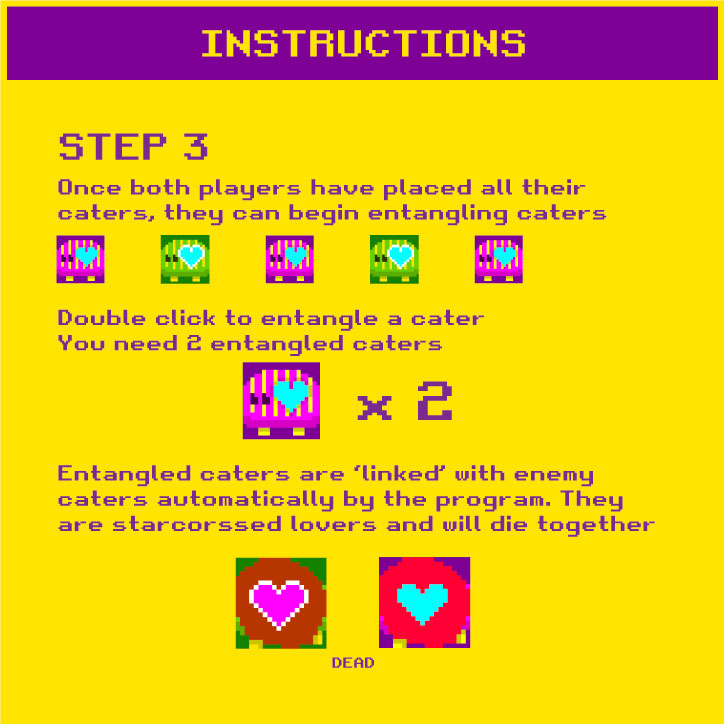 INSTRUCTIONS
STEP 3
Once both players have placed all their
caters, they can begin entangling caters
Double click to entangle a cater
You need 2 entangled caters
x 2
Entangled caters are ‘linked’ with enemy
caters automatically by the program. They
are starcorssed lovers and will die together
DEAD